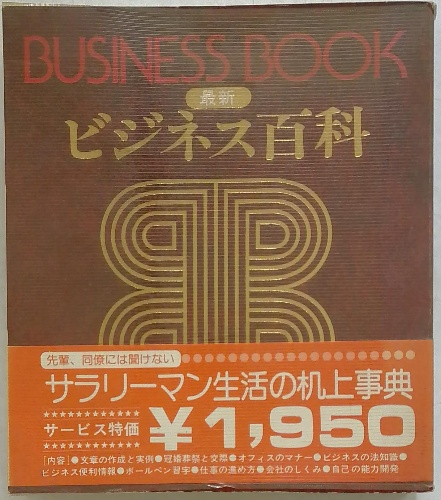 BUSINESS BOOK
最新
ビジネス百科
先輩、同僚には聞けない
サラリーマン生活の机上事典
サービス特価 ¥1,950
[内容]●文章の作成と実例●冠婚葬祭と交際●オフィスのマナー●ビジネスの法知識●
ビジネス便利情報●ボールペン習字●仕事の進め方●会社のしくみ●自己の能力開発